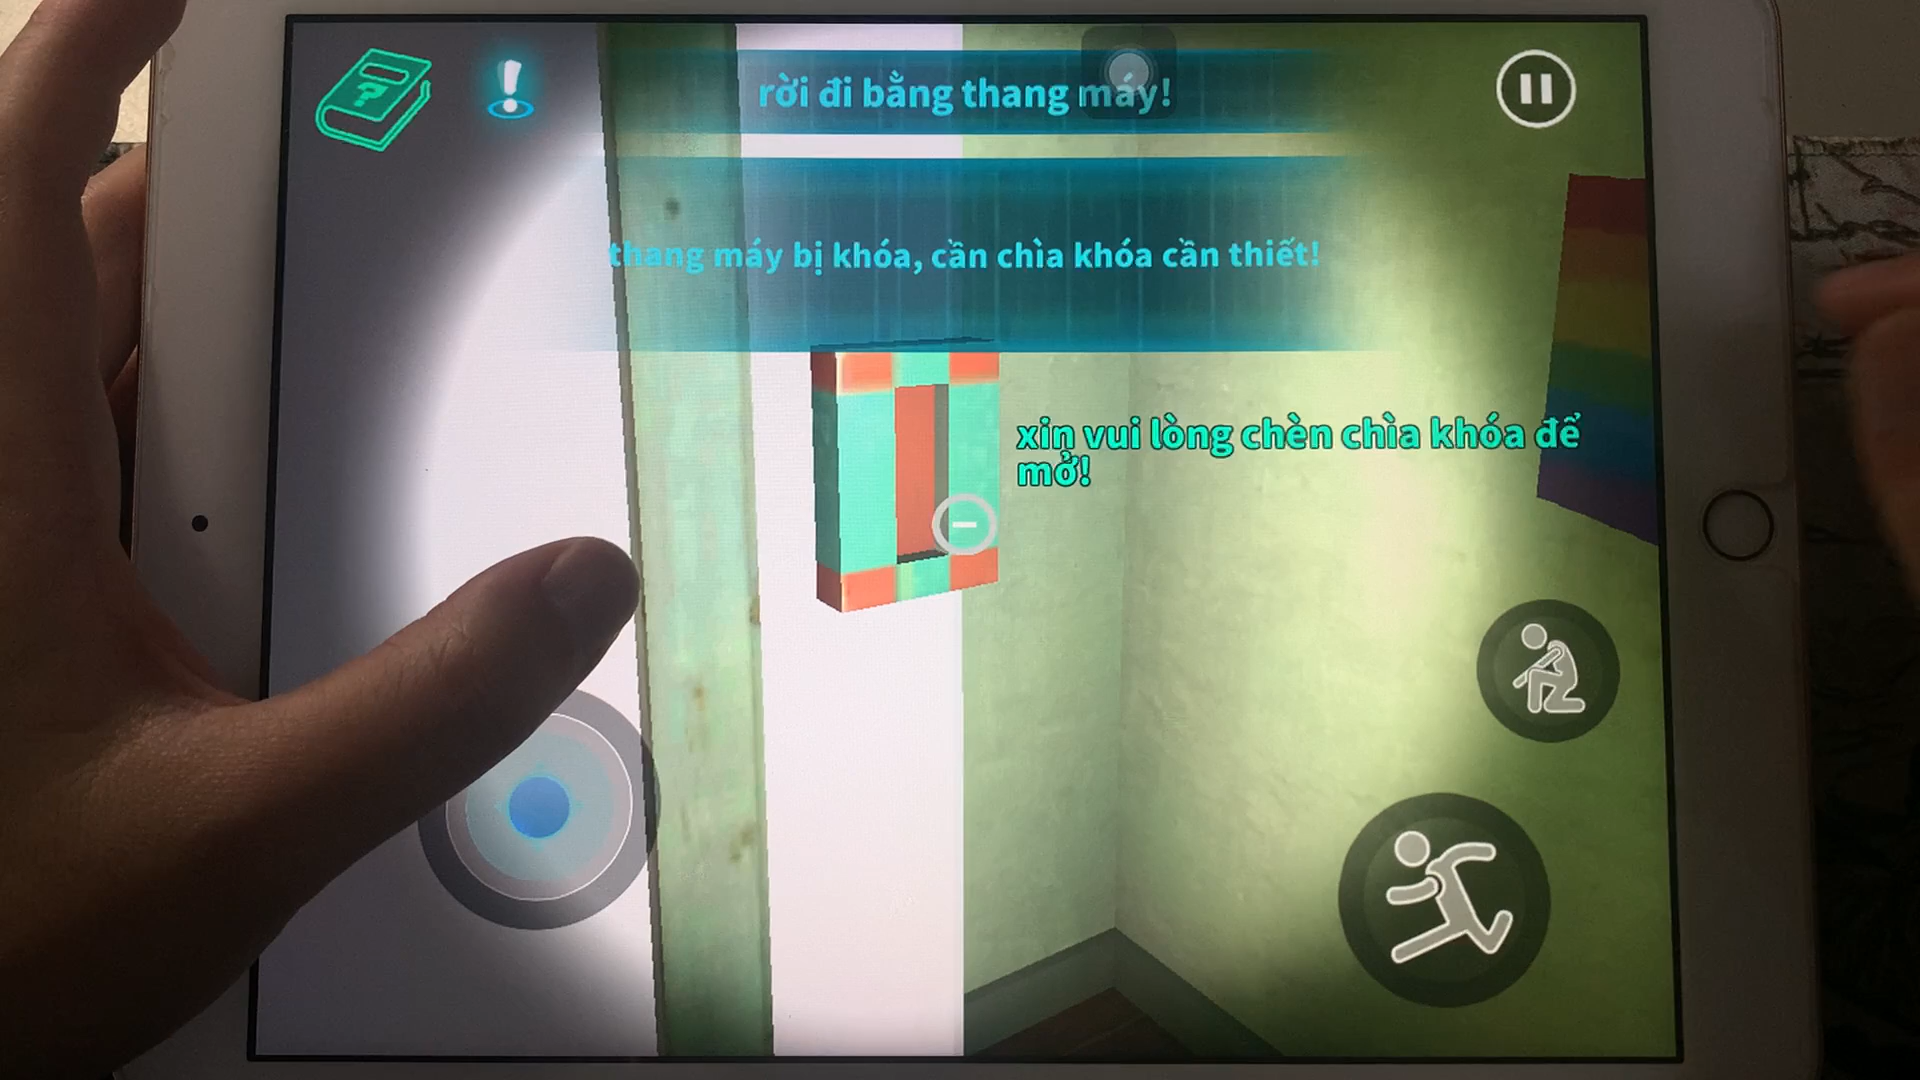 rời đi bằng thang máy!
thang máy bị khóa, cần chìa khóa cần thiết!
xin vui lòng chèn chìa khóa để
mở!